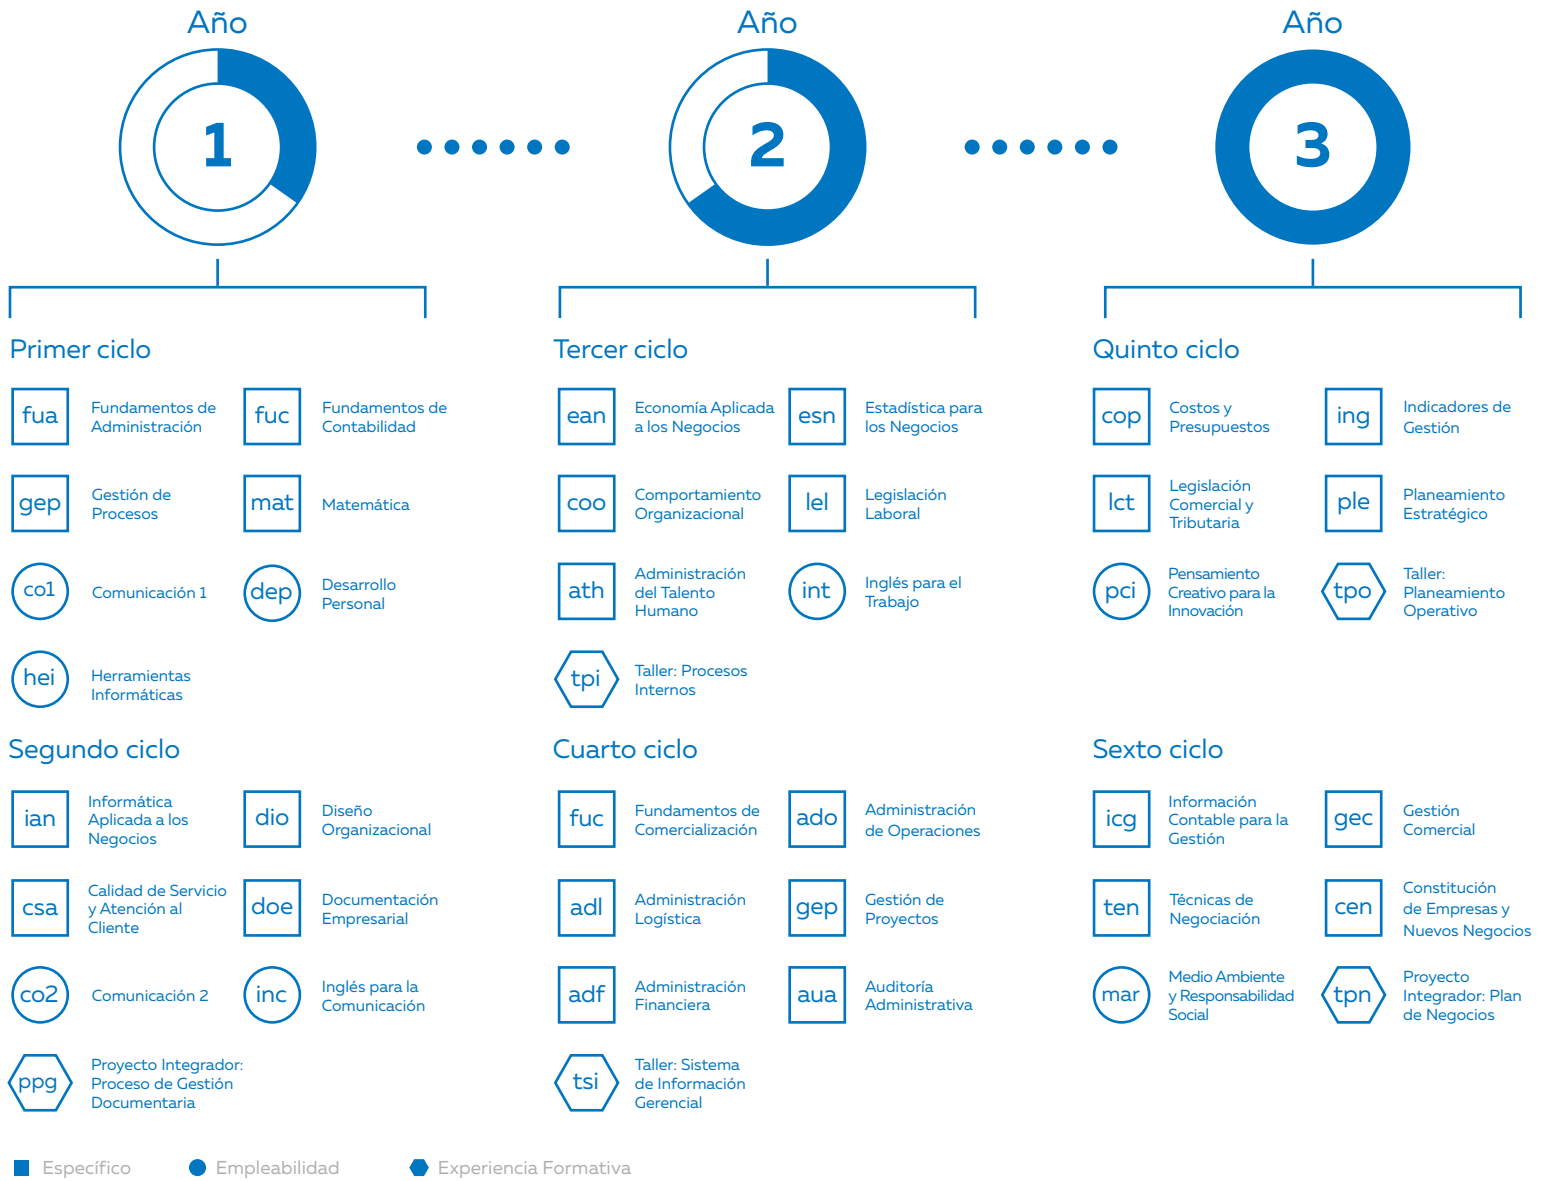 Año
1
Año
2
Año
3
Primer ciclo
fua
Fundamentos de
Administración
fuc
Fundamentos de
Contabilidad
gep
Gestión de
Procesos
mat
Matemática
co1
Comunicación 1
dep
Desarrollo
Personal
hei
Herramientas
Informáticas
Segundo ciclo
ian
Informática
Aplicada a los
Negocios
dio
Diseño
Organizacional
csa
Calidad de Servicio
y Atención al
Cliente
doe
Documentación
Empresarial
co2
Comunicación 2
inc
Inglés para la
Comunicación
ppg
Proyecto Integrador:
Proceso de Gestión
Documentaria
Tercer ciclo
ean
Economía Aplicada
a los Negocios
esn
Estadística para
los Negocios
coo
Comportamiento
Organizacional
lel
Legislación
Laboral
ath
Administración
del Talento
Humano
int
Inglés para el
Trabajo
tpi
Taller: Procesos
Internos
Cuarto ciclo
fuc
Fundamentos de
Comercialización
ado
Administración
de Operaciones
adl
Administración
Logística
gep
Gestión de
Proyectos
adf
Administración
Financiera
aua
Auditoría
Administrativa
tsi
Taller: Sistema
de Información
Gerencial
Quinto ciclo
cop
Costos y
Presupuestos
ing
Indicadores de
Gestión
lct
Legislación
Comercial y
Tributaria
ple
Planeamiento
Estratégico
pci
Pensamiento
Creativo para la
Innovación
tpo
Taller:
Planeamiento
Operativo
Sexto ciclo
icg
Información
Contable para la
Gestión
gec
Gestión
Comercial
ten
Técnicas de
Negociación
cen
Constitución
de Empresas y
Nuevos Negocios
mar
Medio Ambiente
y Responsabilidad
Social
tpn
Proyecto
Integrador: Plan
de Negocios
Específico
Empleabilidad
Experiencia Formativa